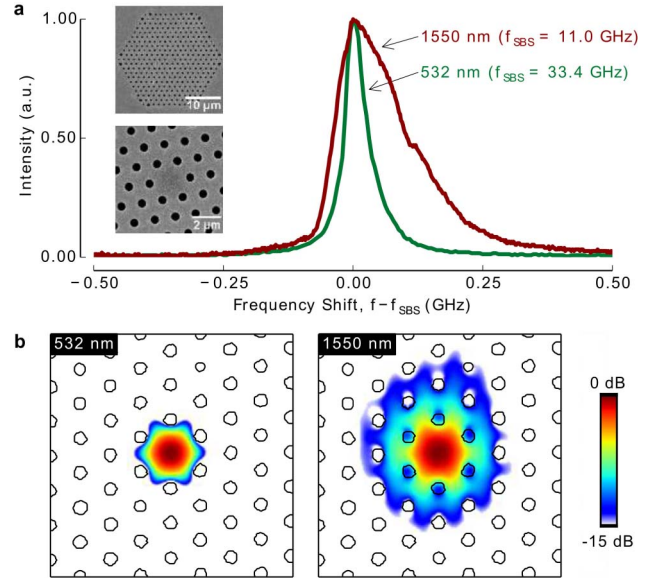 a
1.00
0.50
0.00
Intensity (a.u.)
10 µm
2 µm
1550 nm (fSBS = 11.0 GHz)
532 nm (fSBS = 33.4 GHz)
−0.50 −0.25 0.00 0.25 0.50
Frequency Shift, f−fSBS (GHz)
b
532 nm
1550 nm
0 dB
-15 dB